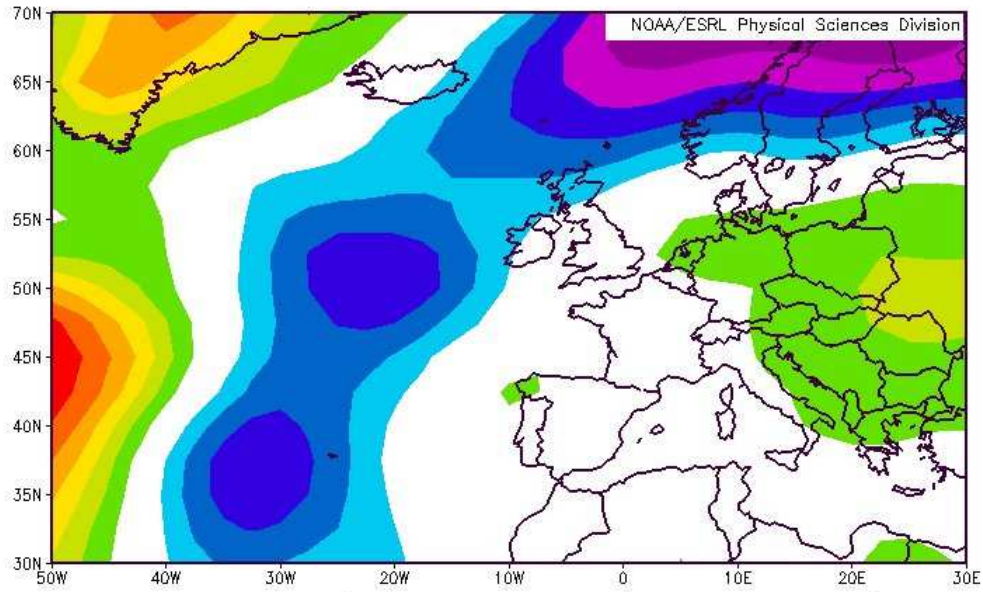 NOAA/ESRL Physical Sciences Division
70N
65N
60N
55N
50N
45N
40N
35N
30N
50W 40W 30W 20W 10W 0 10E 20E 30E